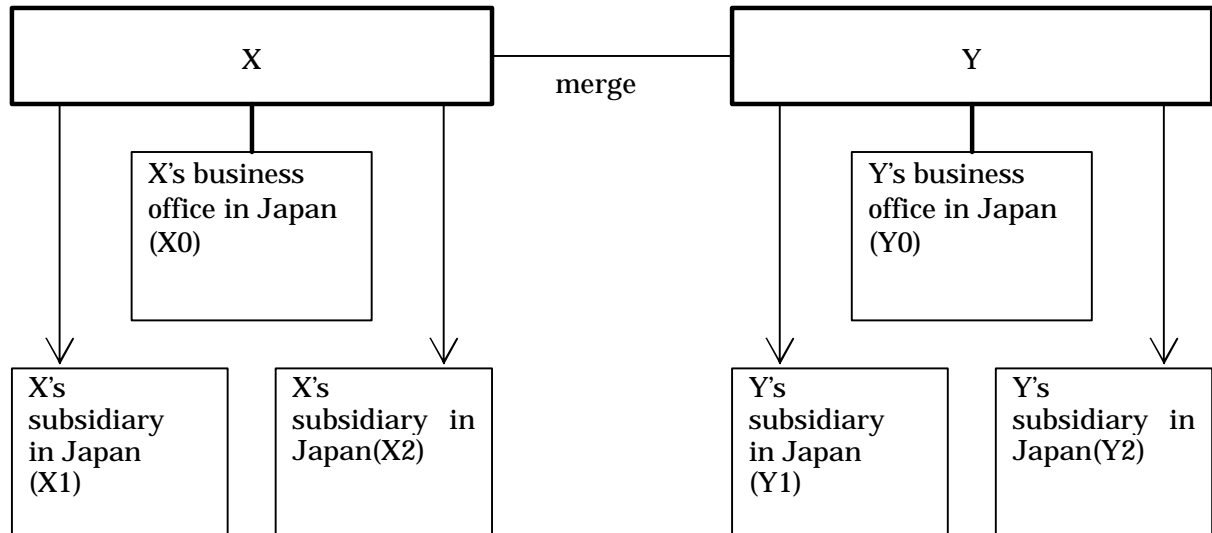 X
Y
merge
X's business
office in Japan
(X0)
Y's business
office in Japan
(Y0)
X's
subsidiary
in Japan
(X1)
X's
subsidiary in
Japan(X2)
Y's
subsidiary
in Japan
(Y1)
Y's
subsidiary in
Japan(Y2)